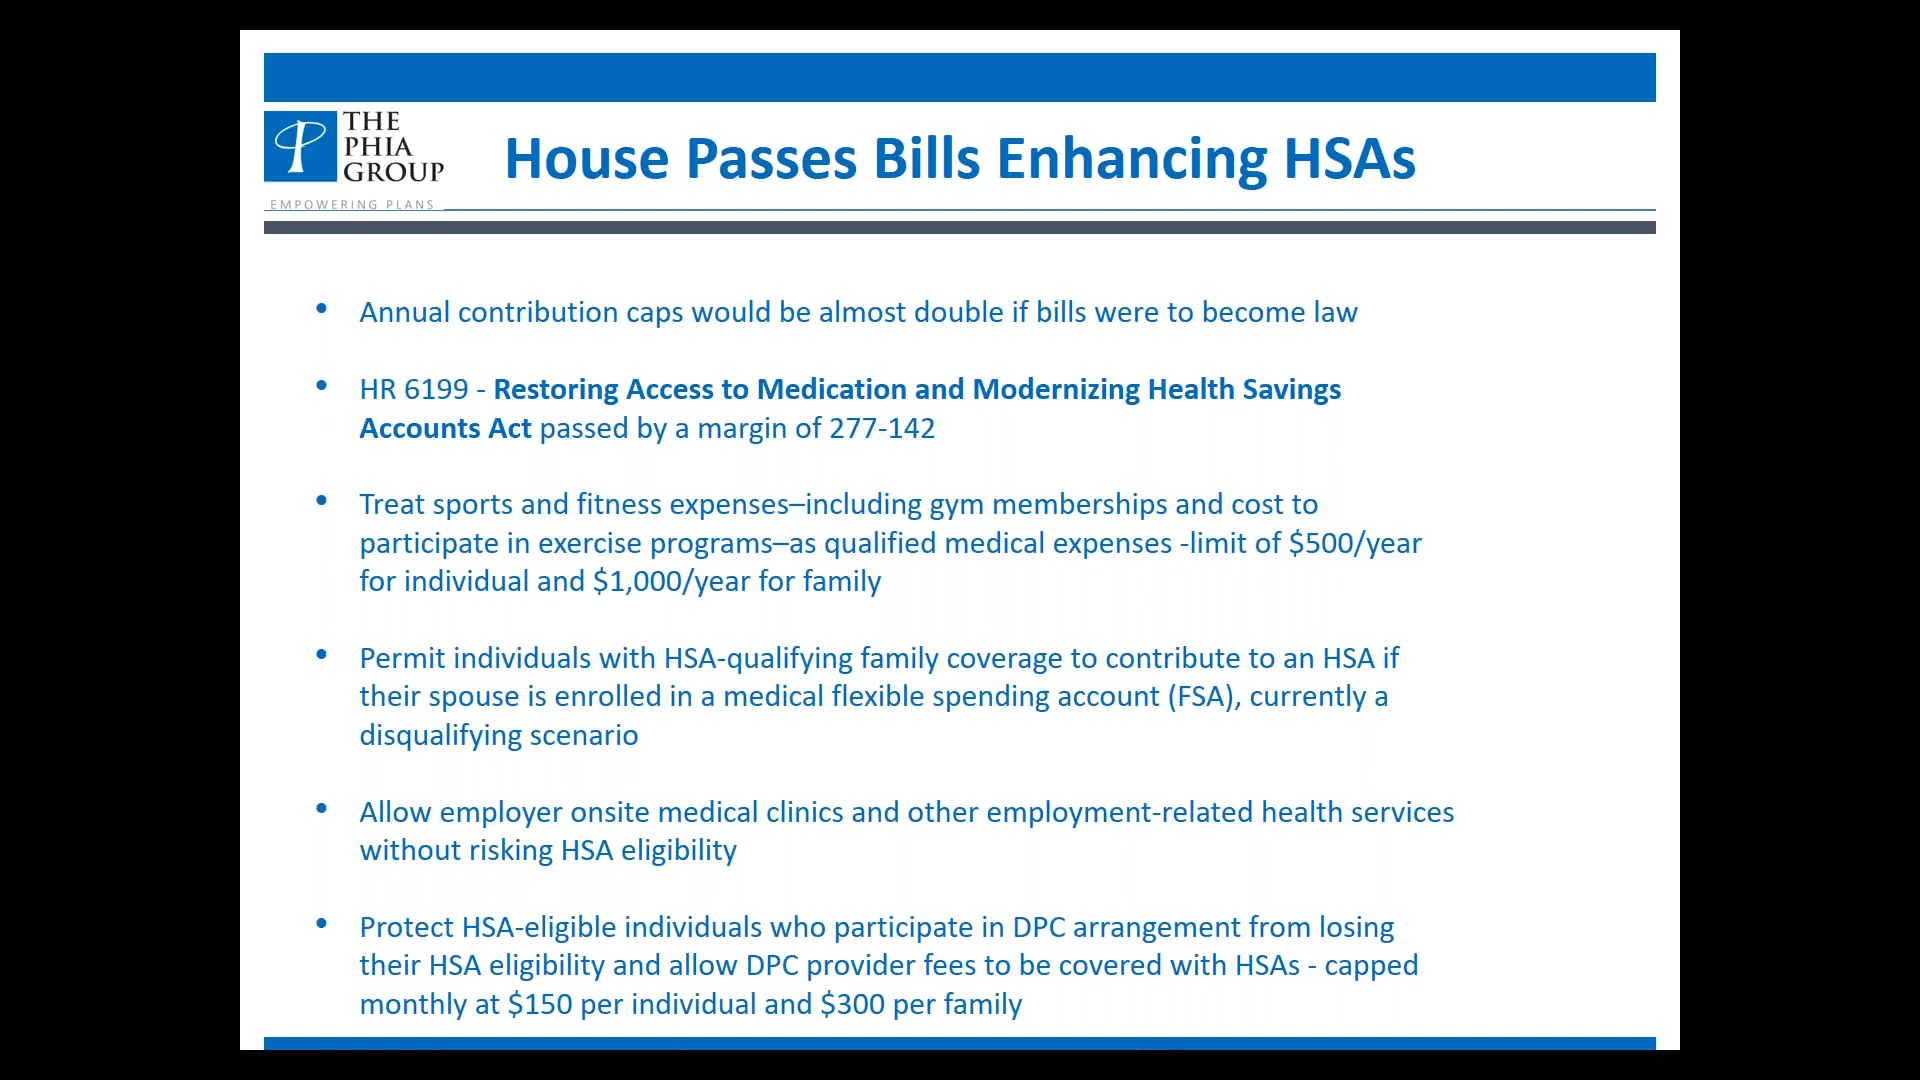 THE
PHIA
GROUP
EMPOWERING PLANS
House Passes Bills Enhancing HSAs
• Annual contribution caps would be almost double if bills were to become law
• HR 6199 - Restoring Access to Medication and Modernizing Health Savings
Accounts Act passed by a margin of 277-142
• Treat sports and fitness expenses–including gym memberships and cost to
participate in exercise programs–as qualified medical expenses -limit of $500/year
for individual and $1,000/year for family
• Permit individuals with HSA-qualifying family coverage to contribute to an HSA if
their spouse is enrolled in a medical flexible spending account (FSA), currently a
disqualifying scenario
• Allow employer onsite medical clinics and other employment-related health services
without risking HSA eligibility
• Protect HSA-eligible individuals who participate in DPC arrangement from losing
their HSA eligibility and allow DPC provider fees to be covered with HSAs - capped
monthly at $150 per individual and $300 per family